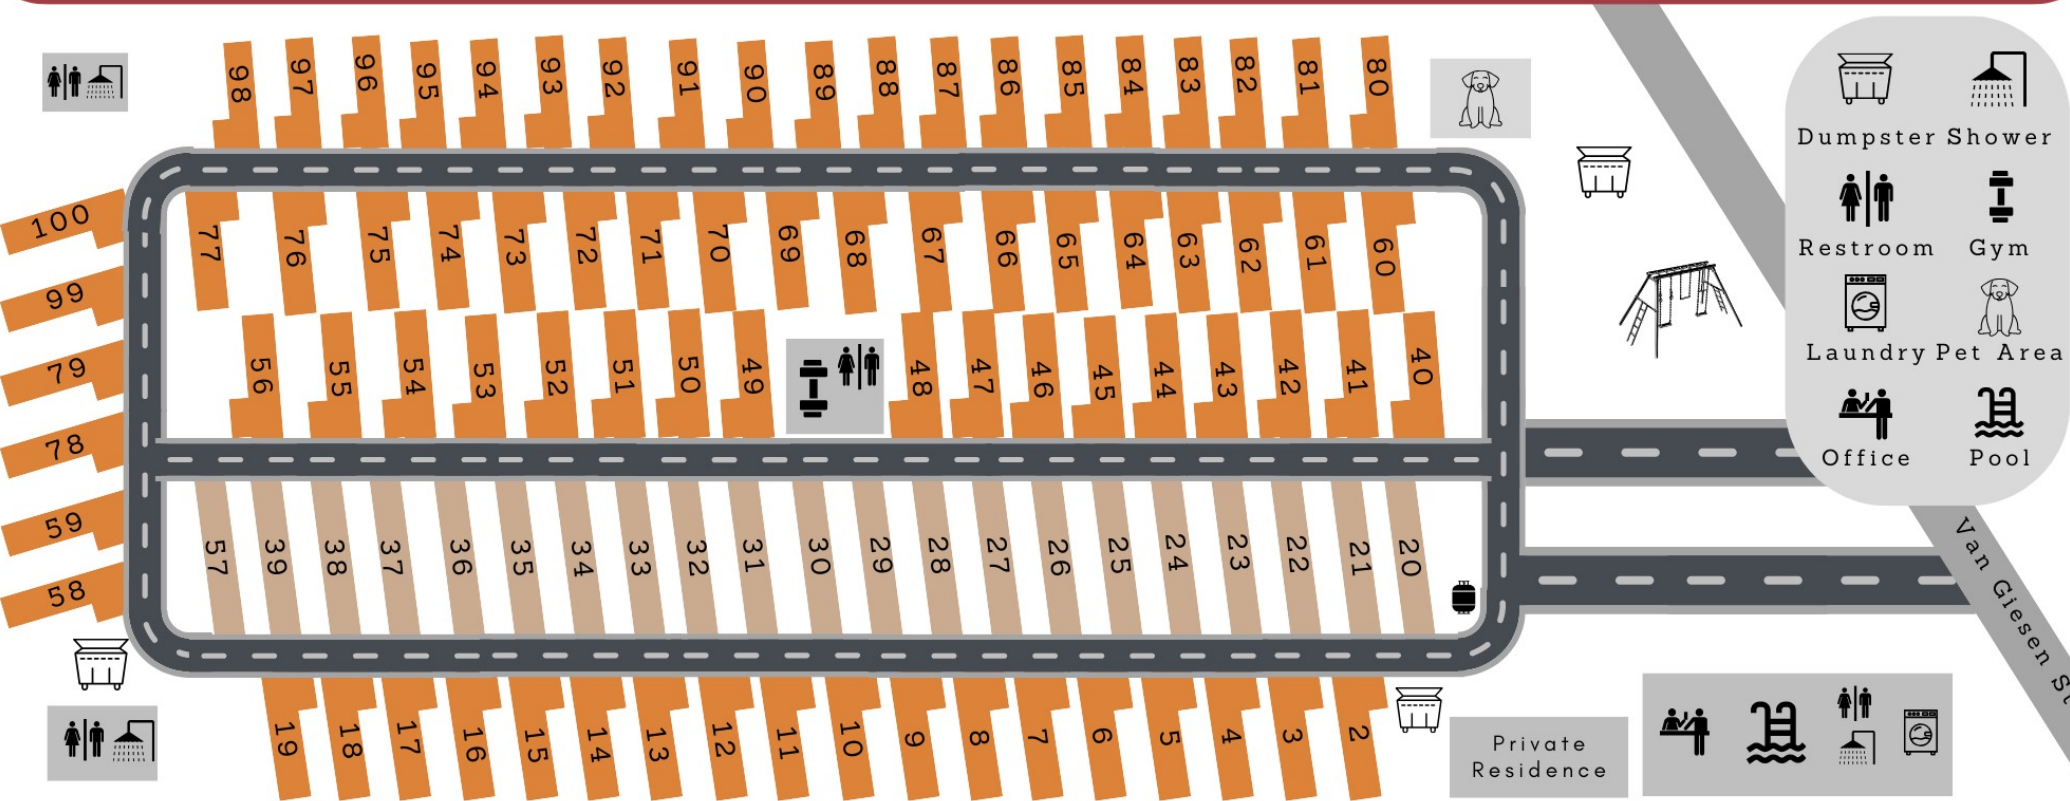 98 97 96 95 94 93 92 91 90 89 88 87 86 85 84 83 82 81 80
Dumpster Shower
Restroom Gym
Laundry Pet Area
Office Pool
100
99
79
78
59
58
77 76 75 74 73 72 71 70 69 68 67 66 65 64 63 62 61 60
56 55 54 53 52 51 50 49 48 47 46 45 44 43 42 41 40
57 39 38 37 36 35 34 33 32 31 30 29 28 27 26 25 24 23 22 21 20
Van Giesen St
19 18 17 16 15 14 13 12 11 10 9 8 7 6 5 4 3 2
Private
Residence